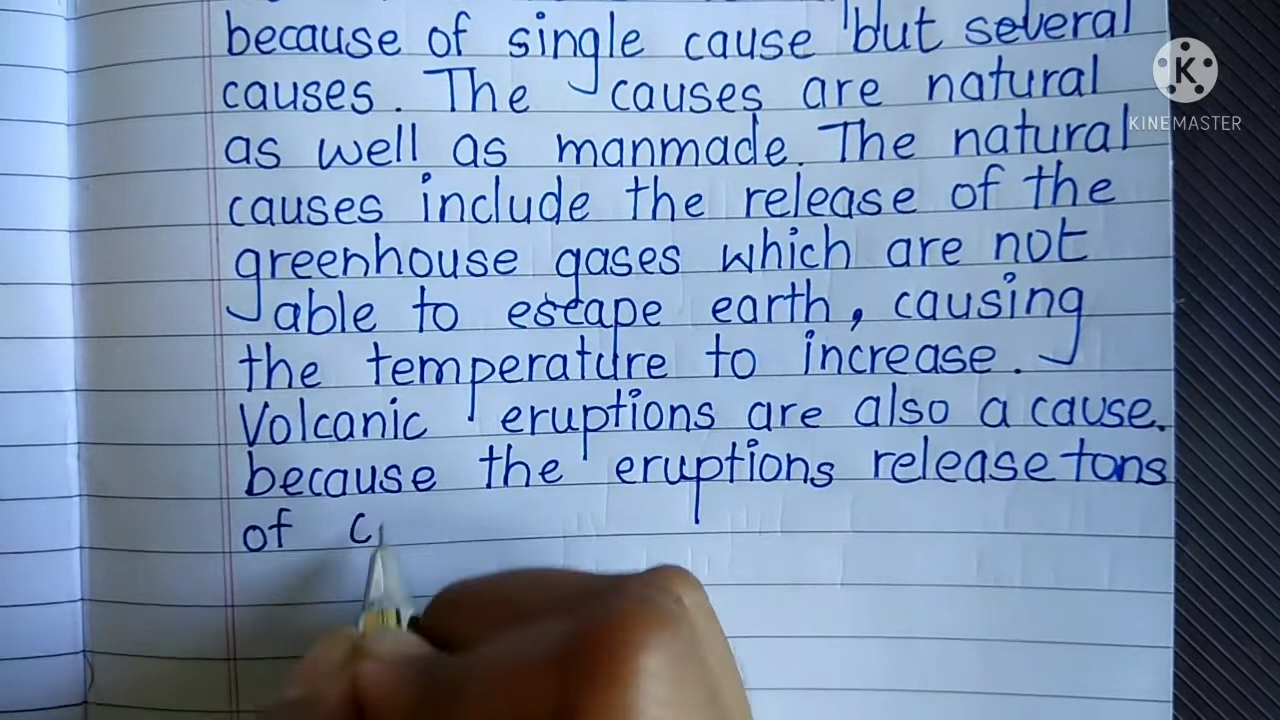 because of single cause but several
causes. The causes are natural
as well as manmade. The natural
causes include the release of the
greenhouse gases which are not
able to escape earth, causing
the temperature to increase.
Volcanic eruptions are also a cause.
because the eruptions release tons
of c
K
KINEMASTER